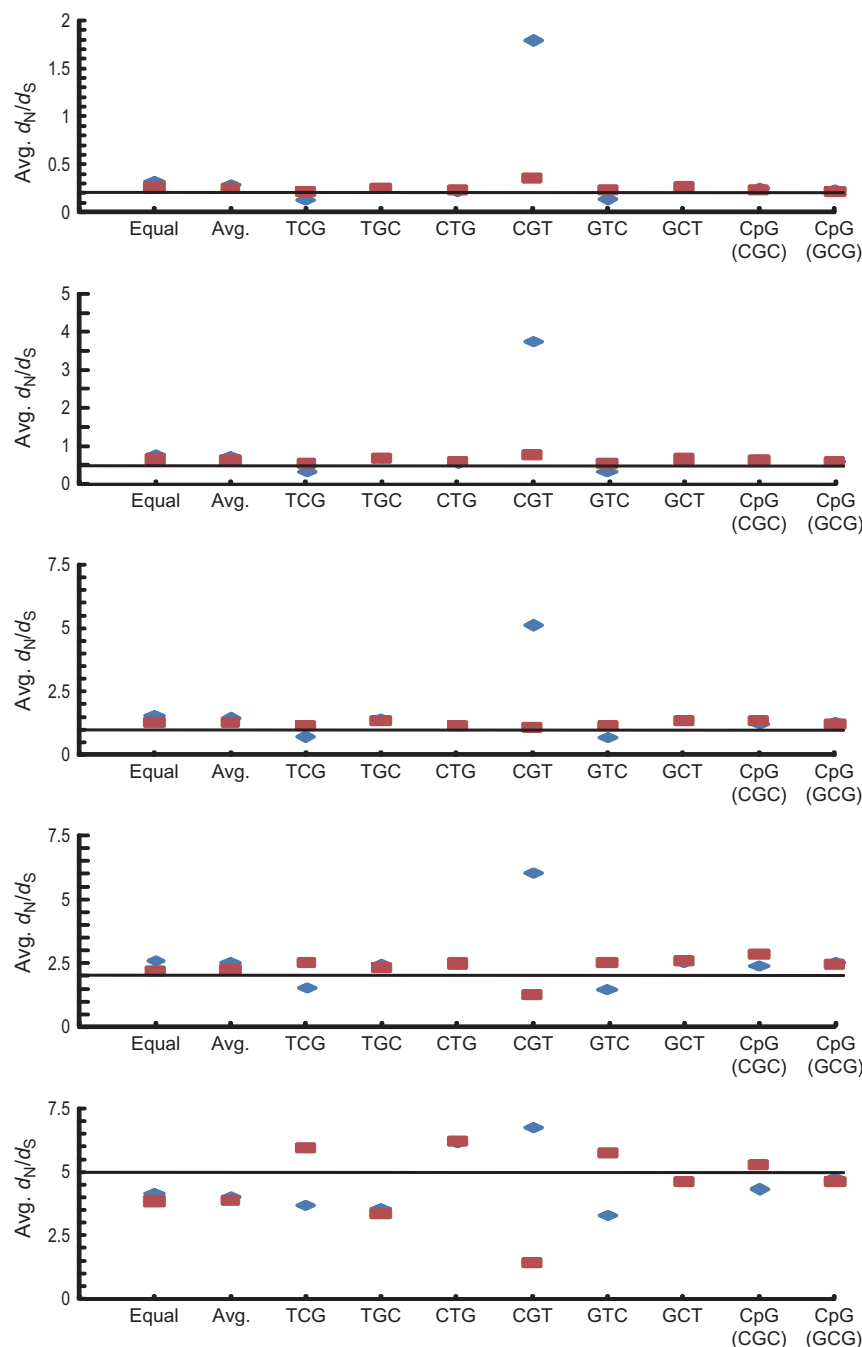 2
1.5
Avg. dN/dS
1
0.5
0
Equal Avg. TCG TGC CTG CGT GTC GCT CpG (CGC) CpG (GCG)
5
4
Avg. dN/dS
3
2
1
0
Equal Avg. TCG TGC CTG CGT GTC GCT CpG (CGC) CpG (GCG)
7.5
Avg. dN/dS
5
2.5
0
Equal Avg. TCG TGC CTG CGT GTC GCT CpG (CGC) CpG (GCG)
7.5
Avg. dN/dS
5
2.5
0
Equal Avg. TCG TGC CTG CGT GTC GCT CpG (CGC) CpG (GCG)
7.5
Avg. dN/dS
5
2.5
0
Equal Avg. TCG TGC CTG CGT GTC GCT CpG (CGC) CpG (GCG)